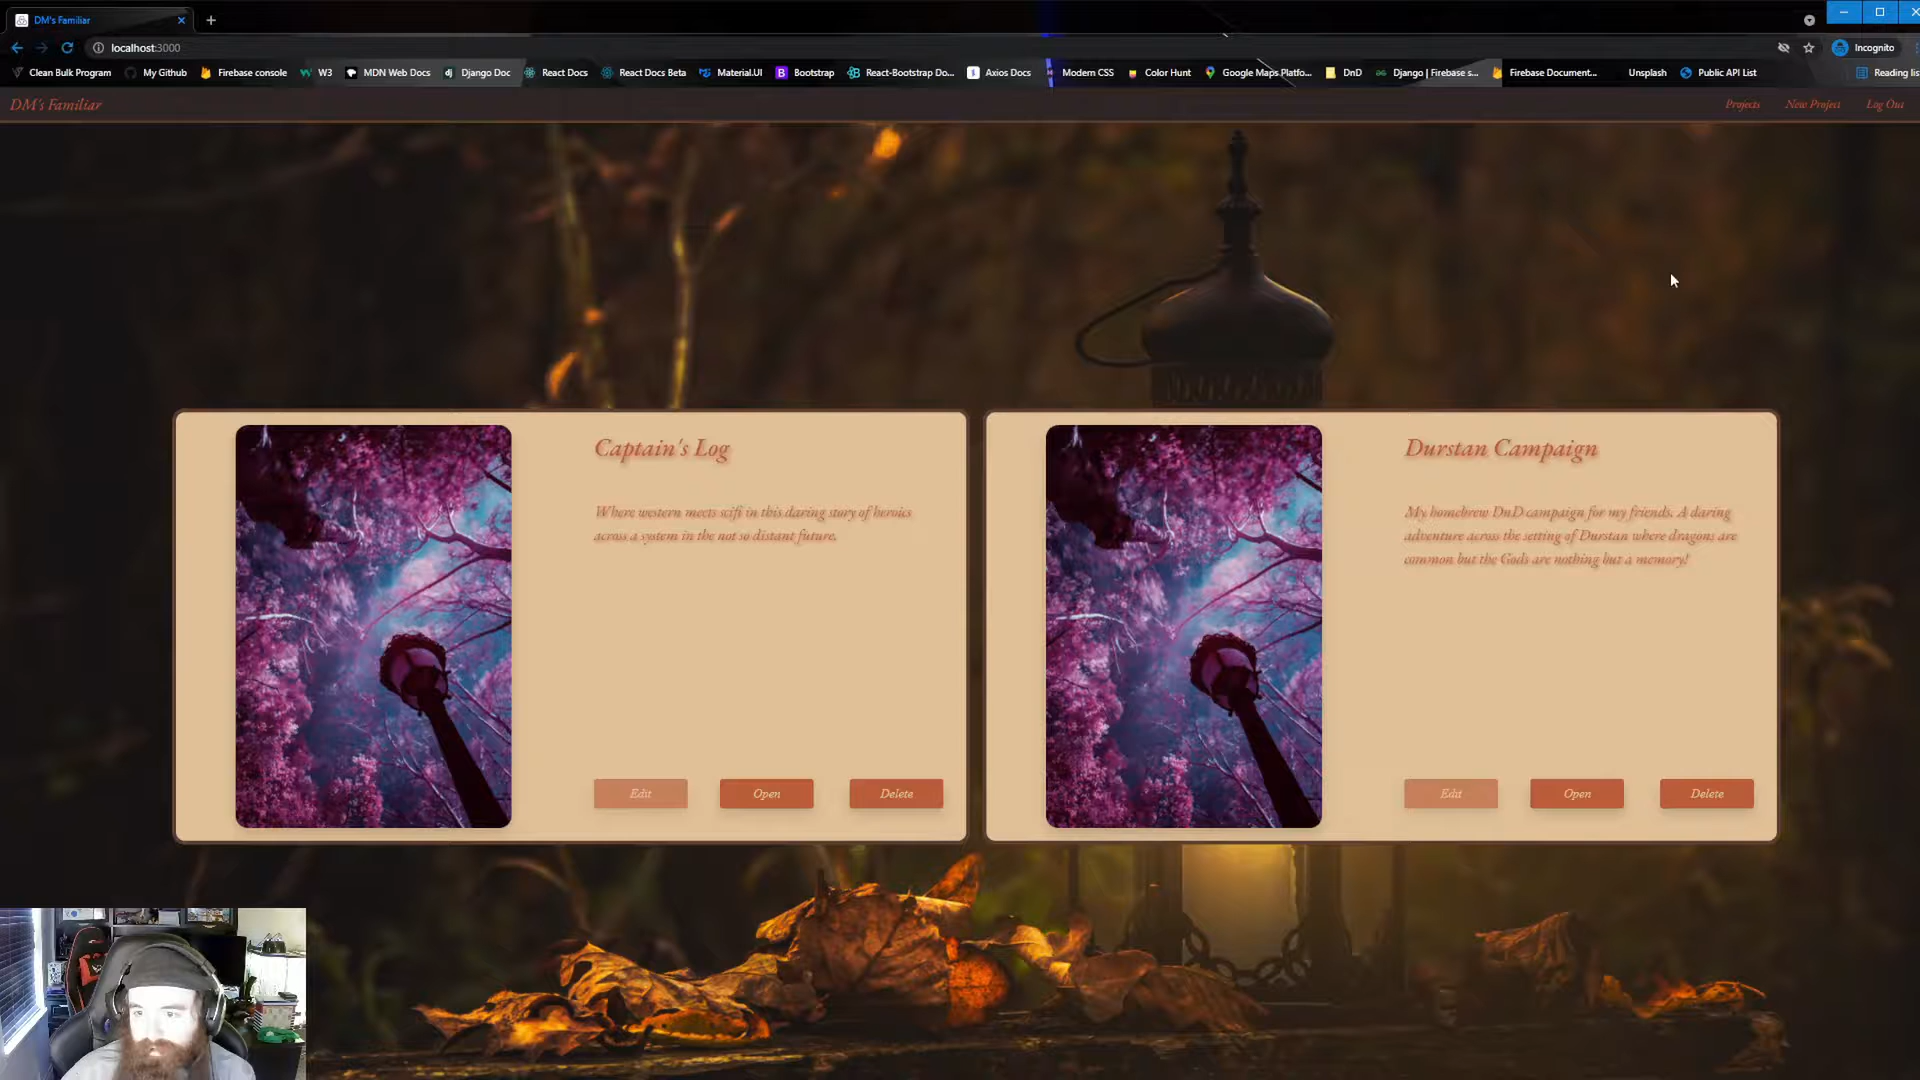 DM's Familiar
localhost:3000
Incognito
Clean Bulk Program My Github Firebase console W3 MDN Web Docs Django Doc React Docs React Docs Beta Material.UI Bootstrap React-Bootstrap Do... Axios Docs Modern CSS Color Hunt Google Maps Platfo... DnD Django | Firebase s... Firebase Document... Unsplash Public API List Reading lis
DM's Familiar
Projects New Project Log Out
Captain's Log
Where western meets scifi in this daring story of heroics
across a system in the not so distant future.
Edit Open Delete
Durstan Campaign
My homebrew DnD campaign for my friends. A daring
adventure across the setting of Durstan where dragons are
common but the Gods are nothing but a memory!
Edit Open Delete